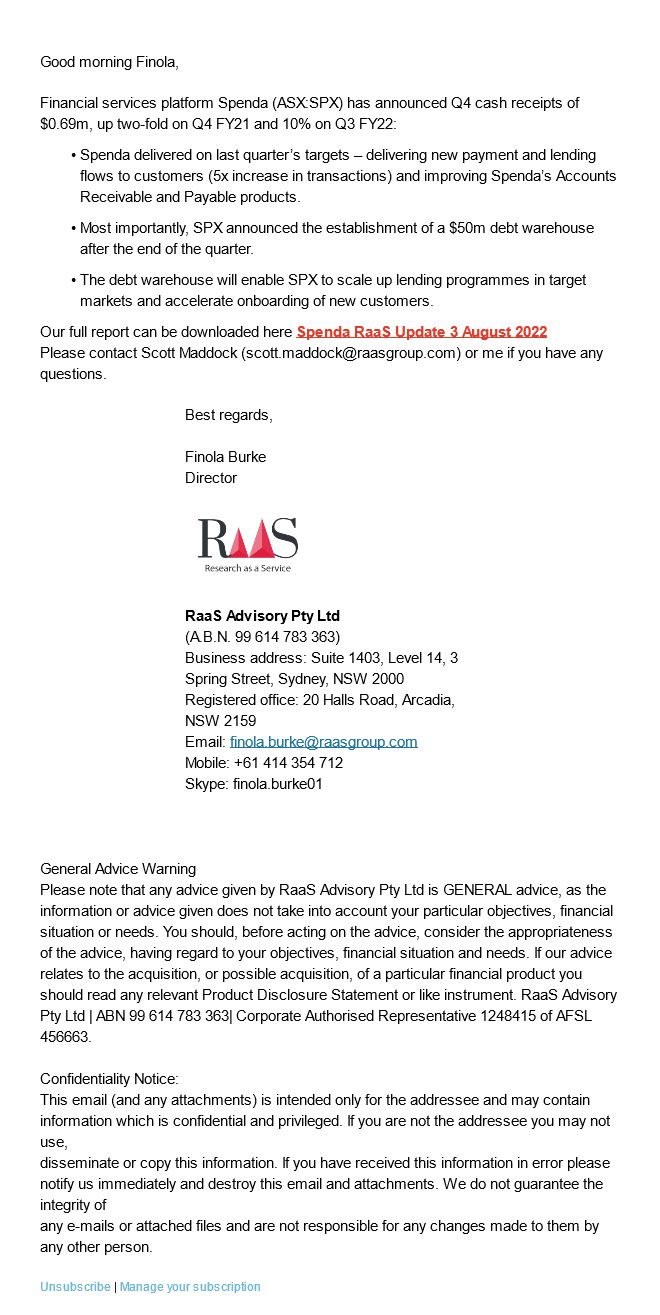 Good morning Finola,
Financial services platform Spenda (ASX:SPX) has announced Q4 cash receipts of
$0.69m, up two-fold on Q4 FY21 and 10% on Q3 FY22:
• Spenda delivered on last quarter's targets – delivering new payment and lending
flows to customers (5x increase in transactions) and improving Spenda's Accounts
Receivable and Payable products.
• Most importantly, SPX announced the establishment of a $50m debt warehouse
after the end of the quarter.
• The debt warehouse will enable SPX to scale up lending programmes in target
markets and accelerate onboarding of new customers.
Our full report can be downloaded here Spenda RaaS Update 3 August 2022
Please contact Scott Maddock (scott.maddock@raasgroup.com) or me if you have any
questions.
Best regards,
Finola Burke
Director
RaaS
Research as a Service
RaaS Advisory Pty Ltd
(A.B.N. 99 614 783 363)
Business address: Suite 1403, Level 14, 3
Spring Street, Sydney, NSW 2000
Registered office: 20 Halls Road, Arcadia,
NSW 2159
Email: finola.burke@raasgroup.com
Mobile: +61 414 354 712
Skype: finola.burke01
General Advice Warning
Please note that any advice given by RaaS Advisory Pty Ltd is GENERAL advice, as the
information or advice given does not take into account your particular objectives, financial
situation or needs. You should, before acting on the advice, consider the appropriateness
of the advice, having regard to your objectives, financial situation and needs. If our advice
relates to the acquisition, or possible acquisition, of a particular financial product you
should read any relevant Product Disclosure Statement or like instrument. RaaS Advisory
Pty Ltd | ABN 99 614 783 363| Corporate Authorised Representative 1248415 of AFSL
456663.
Confidentiality Notice:
This email (and any attachments) is intended only for the addressee and may contain
information which is confidential and privileged. If you are not the addressee you may not
use,
disseminate or copy this information. If you have received this information in error please
notify us immediately and destroy this email and attachments. We do not guarantee the
integrity of
any e-mails or attached files and are not responsible for any changes made to them by
any other person.
Unsubscribe | Manage your subscription